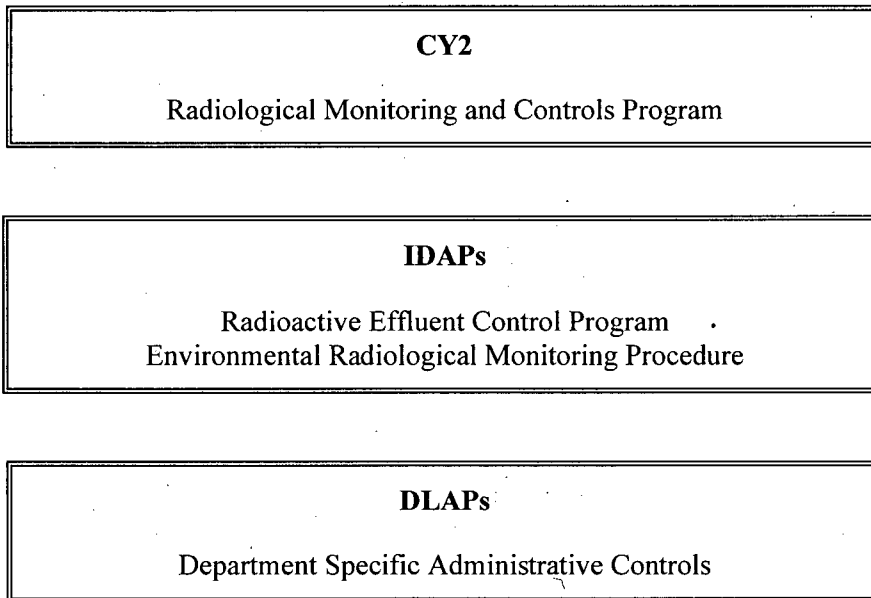 CY2
Radiological Monitoring and Controls Program
IDAPs
Radioactive Effluent Control Program
Environmental Radiological Monitoring Procedure
DLAPs
Department Specific Administrative Controls